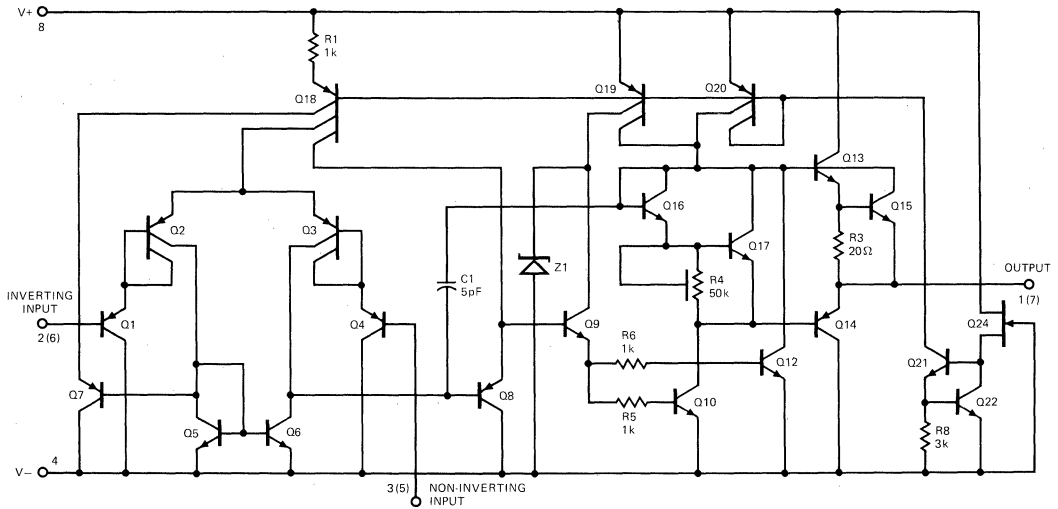 V+
8
R1
1k
Q18
Q19
Q20
Q13
Q16
Q15
Q2
Q3
Q17
R3
20Ω
C1
5pF
Z1
R4
50k
OUTPUT
1(7)
INVERTING
INPUT
2(6)
Q1
Q4
Q9
Q14
Q24
R6
1k
Q12
Q21
Q7
Q8
R5
1k
Q10
Q22
Q5
Q6
R8
3k
V−
4
3(5)
NON-INVERTING
INPUT